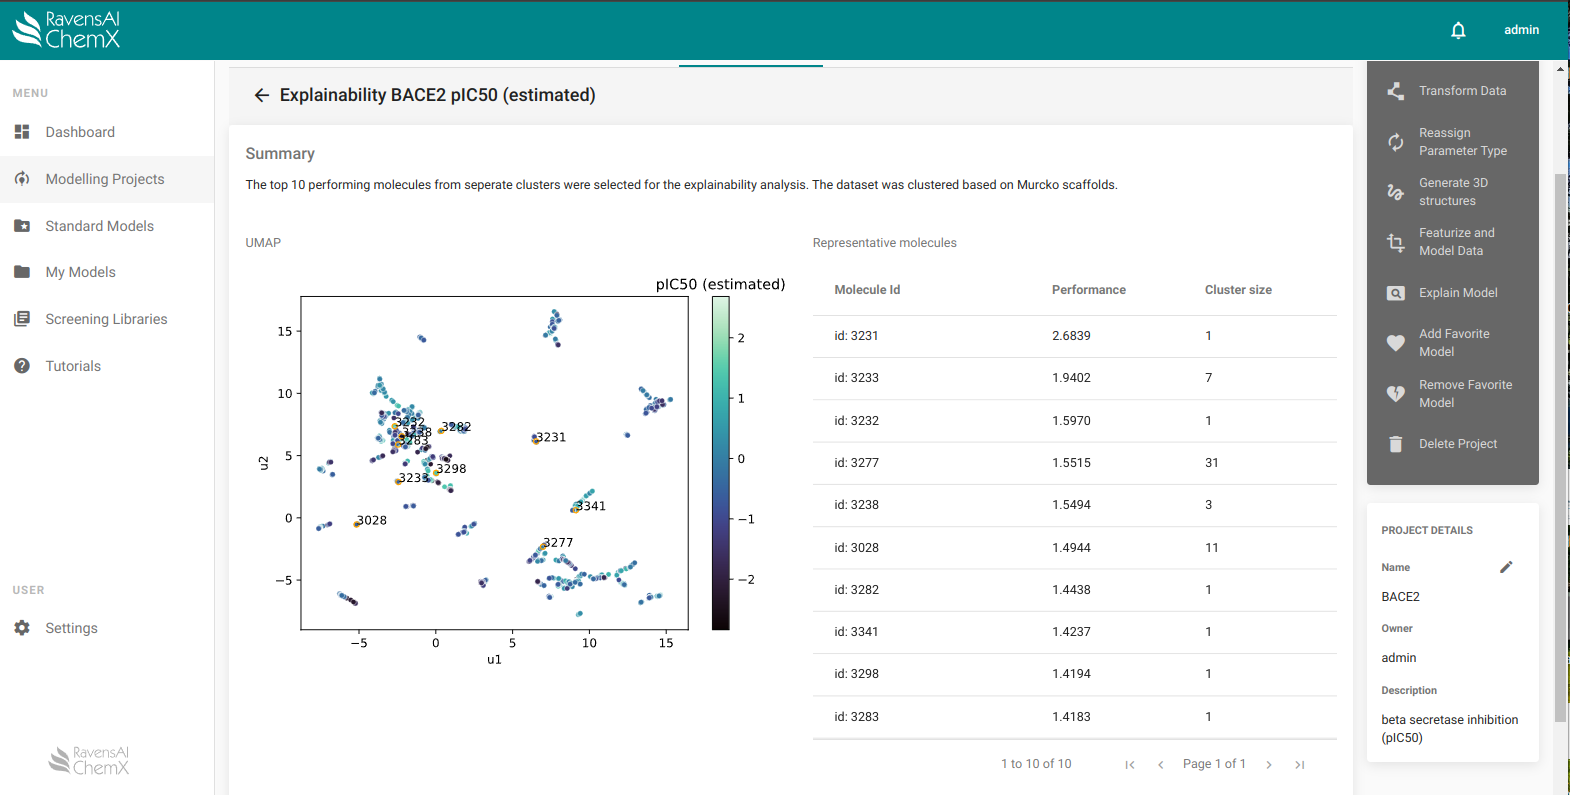 RavensAI
ChemX
admin
MENU
Dashboard
Modelling Projects
Standard Models
My Models
Screening Libraries
Tutorials
USER
Settings
RavensAI
ChemX
Explainability BACE2 pIC50 (estimated)
Summary
The top 10 performing molecules from seperate clusters were selected for the explainability analysis. The dataset was clustered based on Murcko scaffolds.
UMAP
pIC50 (estimated)
15
10
5
0
−5
u2
−5
0
5
10
15
u1
3232
3238
3283
3282
3231
3298
3233
3028
3341
3277
2
1
0
−1
−2
Representative molecules
Molecule Id Performance Cluster size
id: 3231 2.6839 1
id: 3233 1.9402 7
id: 3232 1.5970 1
id: 3277 1.5515 31
id: 3238 1.5494 3
id: 3028 1.4944 11
id: 3282 1.4438 1
id: 3341 1.4237 1
id: 3298 1.4194 1
id: 3283 1.4183 1
1 to 10 of 10 Page 1 of 1
Transform Data
Reassign
Parameter Type
Generate 3D
structures
Featurize and
Model Data
Explain Model
Add Favorite
Model
Remove Favorite
Model
Delete Project
PROJECT DETAILS
Name
BACE2
Owner
admin
Description
beta secretase inhibition
(pIC50)